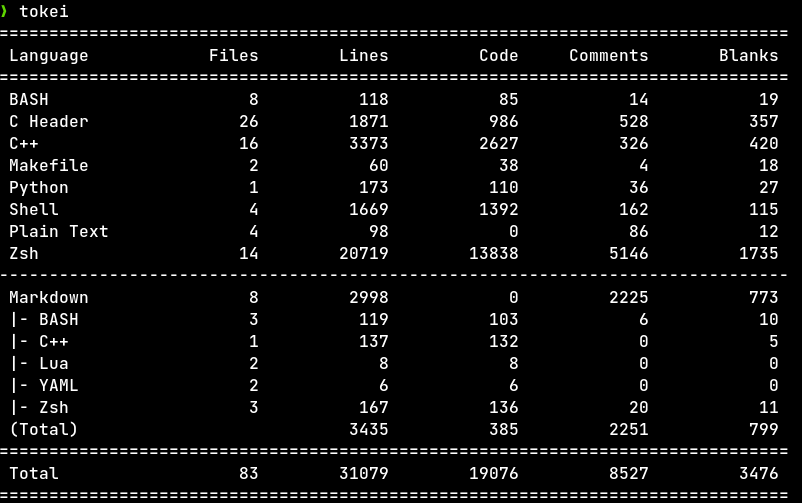 ❯ tokei
===============================================================================
 Language            Files        Lines         Code     Comments       Blanks
===============================================================================
 BASH                    8          118           85           14           19
 C Header               26         1871          986          528          357
 C++                    16         3373         2627          326          420
 Makefile                2           60           38            4           18
 Python                  1          173          110           36           27
 Shell                   4         1669         1392          162          115
 Plain Text              4           98            0           86           12
 Zsh                    14        20719        13838         5146         1735
-------------------------------------------------------------------------------
 Markdown                8         2998            0         2225          773
 |- BASH                 3          119          103            6           10
 |- C++                  1          137          132            0            5
 |- Lua                  2            8            8            0            0
 |- YAML                 2            6            6            0            0
 |- Zsh                  3          167          136           20           11
 (Total)                           3435          385         2251          799
===============================================================================
 Total                  83        31079        19076         8527         3476
===============================================================================